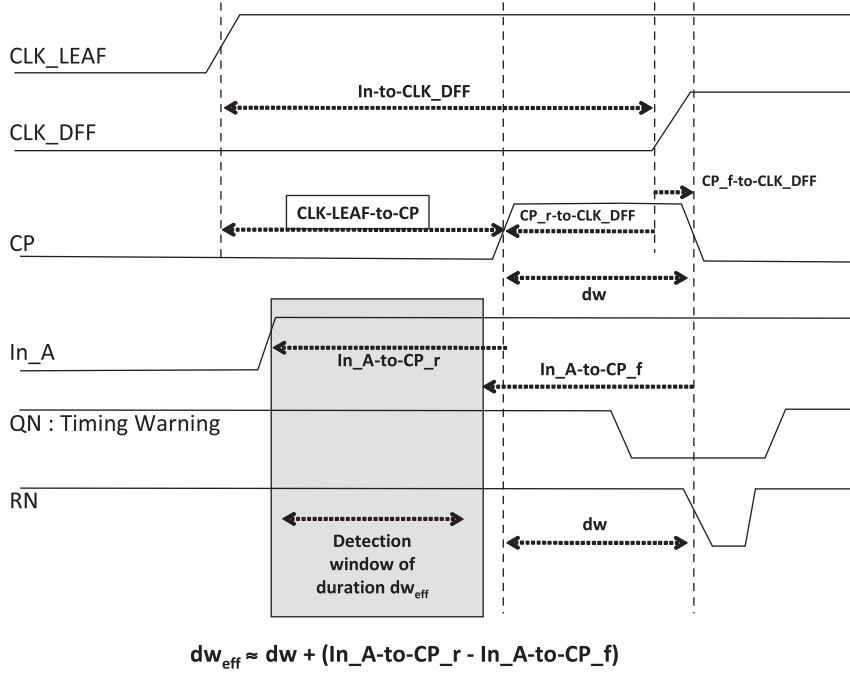 CLK_LEAF
In-to-CLK_DFF
CLK_DFF
CP_f-to-CLK_DFF
CLK-LEAF-to-CP
CP_r-to-CLK_DFF
CP
dw
In_A
In_A-to-CP_r
In_A-to-CP_f
QN : Timing Warning
RN
dw
Detection
window of
duration dweff
dweff ≈ dw + (In_A-to-CP_r - In_A-to-CP_f)